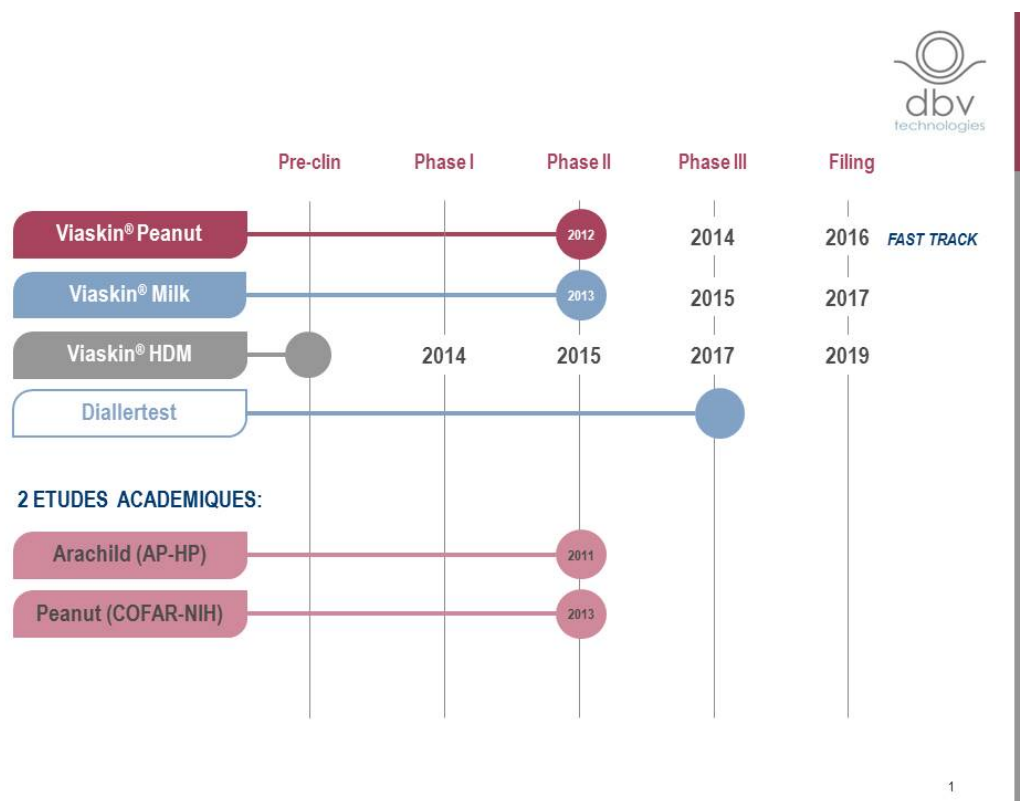 dbv
technologies
Pre-clin Phase I Phase II Phase III Filing
Viaskin® Peanut 2012 2014 2016 FAST TRACK
Viaskin® Milk 2013 2015 2017
Viaskin® HDM 2014 2015 2017 2019
Diallertest
2 ETUDES ACADEMIQUES:
Arachild (AP-HP) 2011
Peanut (COFAR-NIH) 2013
1